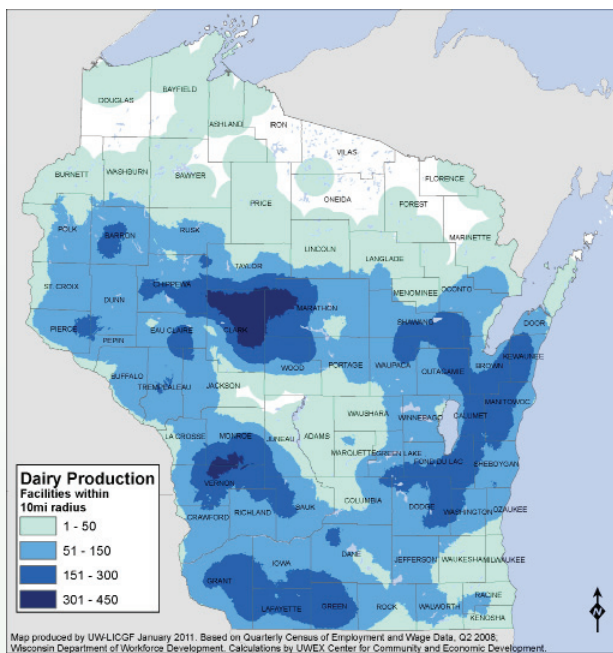 DOUGLAS
BAYFIELD
ASHLAND
IRON
VILAS
BURNETT
WASHBURN
SAWYER
ONEIDA
FLORENCE
FOREST
PRICE
MARINETTE
POLK
BARRON
RUSK
LINCOLN
LANGLADE
TAYLOR
ST. CROIX
DUNN
CHIPPEWA
MARATHON
MENOMINEE
OCONTO
PIERCE
PEPIN
EAU CLAIRE
CLARK
SHAWANO
DOOR
BUFFALO
TREMPEALEAU
JACKSON
WOOD
PORTAGE
WAUPACA
OUTAGAMIE
BROWN
KEWAUNEE
WAUSHARA
WINNEBAGO
CALUMET
MANITOWOC
LA CROSSE
MONROE
JUNEAU
ADAMS
MARQUETTE
GREEN LAKE
FOND DU LAC
SHEBOYGAN
VERNON
CRAWFORD
RICHLAND
SAUK
COLUMBIA
DODGE
WASHINGTON
OZAUKEE
GRANT
IOWA
DANE
JEFFERSON
WAUKESHA
MILWAUKEE
LAFAYETTE
GREEN
ROCK
WALWORTH
RACINE
KENOSHA
Dairy Production
Facilities within
10mi radius
1 - 50
51 - 150
151 - 300
301 - 450
N
Map produced by UW-LICGF January 2011. Based on Quarterly Census of Employment and Wage Data, Q2 2008,
Wisconsin Department of Workforce Development. Calculations by UWEX Center for Community and Economic Development.